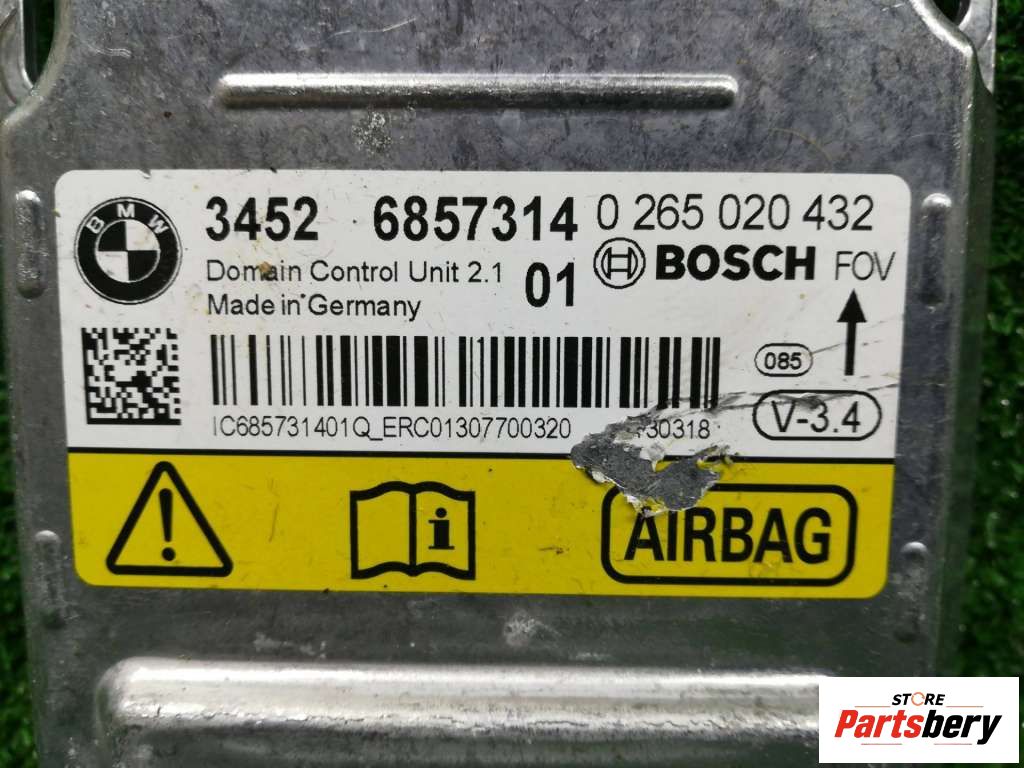 BMW
3452 6857314 0 265 020 432
Domain Control Unit 2.1 01 BOSCH FOV
Made in Germany
085
IC685731401Q_ERC01307700320 30318 V-3.4
i AIRBAG
STORE
Partsbery